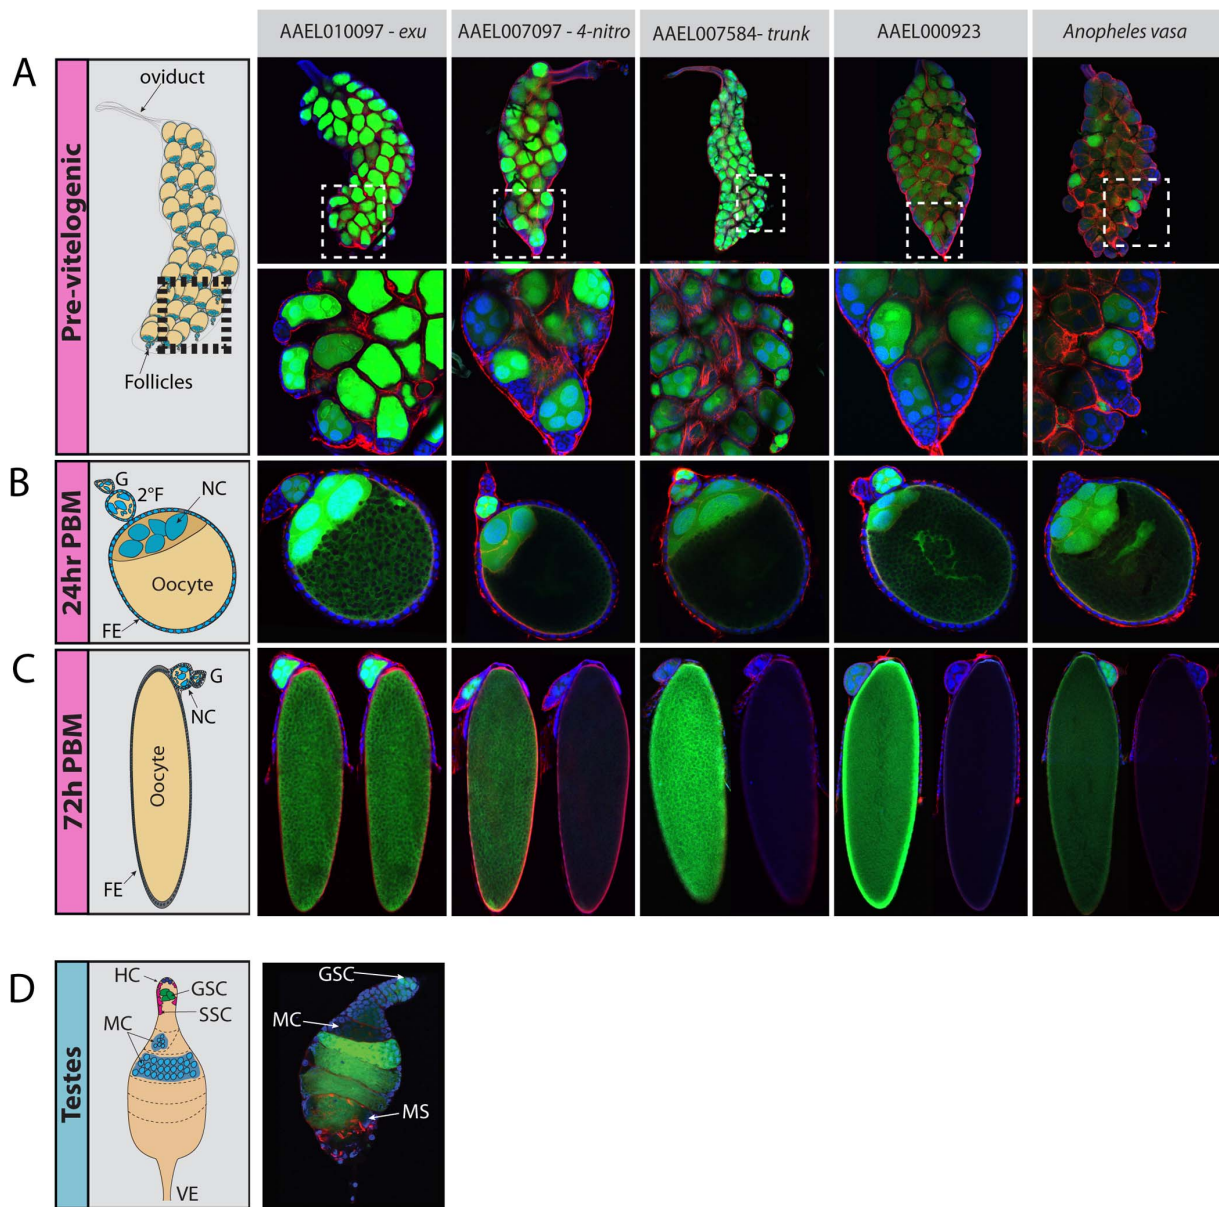 AAEL010097 - exu
AAEL007097 - 4-nitro
AAEL007584- trunk
AAEL000923
Anopheles vasa
A
Pre-vitelogenic
oviduct
Follicles
B
24hr PBM
G
2°F
NC
Oocyte
FE
C
72h PBM
G
NC
Oocyte
FE
D
Testes
HC
GSC
SSC
MC
VE
GSC
MC
MS